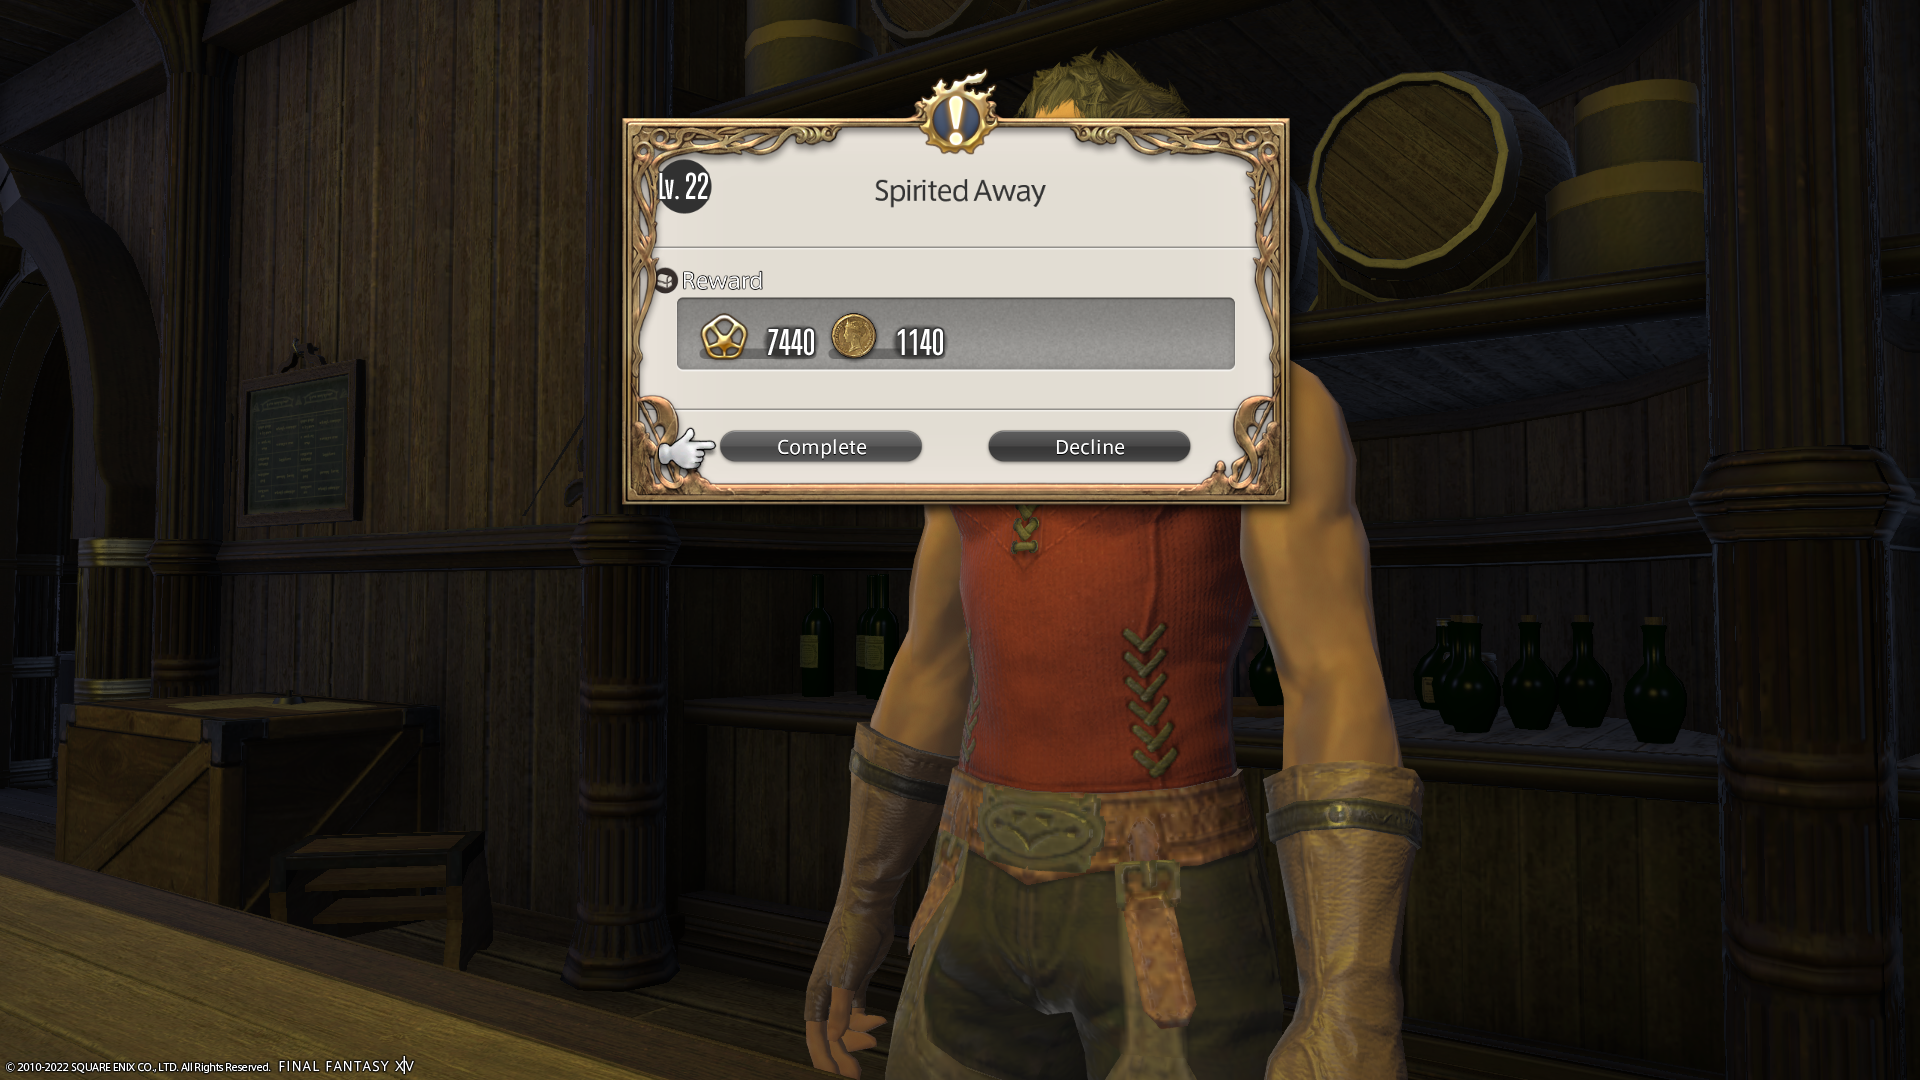 Lv. 22
Spirited Away
Reward
7440 1140
Complete Decline
© 2010-2022 SQUARE ENIX CO., LTD. All Rights Reserved. FINAL FANTASY XIV